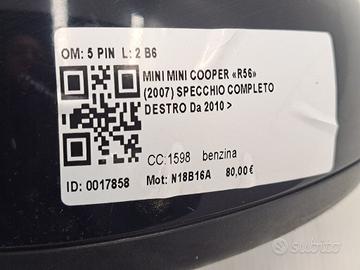 OM: 5 PIN L: 2 B6
MINI MINI COOPER «R56»
(2007) SPECCHIO COMPLETO
DESTRO Da 2010 >
CC:1598 benzina
ID: 0017858 Mot: N18B16A 80,00 €
subito